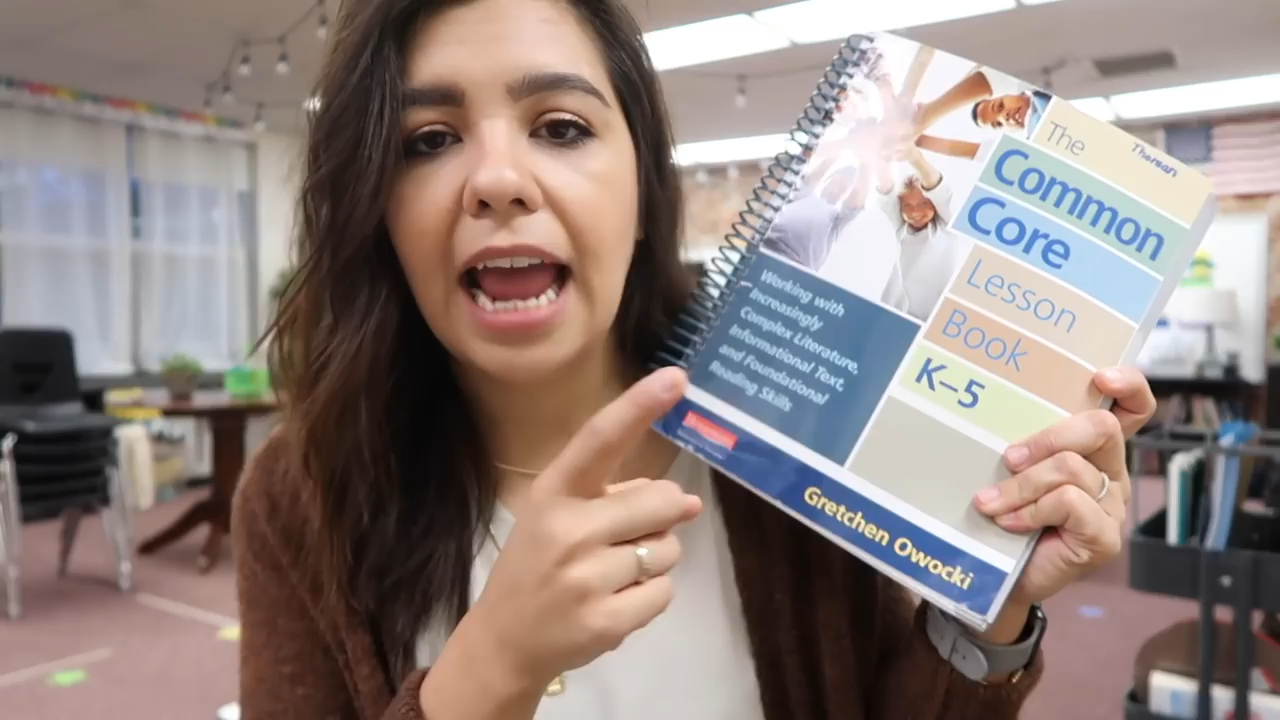 The
Thorson
Common
Core
Lesson
Book
K–5
Working with
Increasingly
Complex Literature,
Informational Text,
and Foundational
Reading Skills
Gretchen Owocki